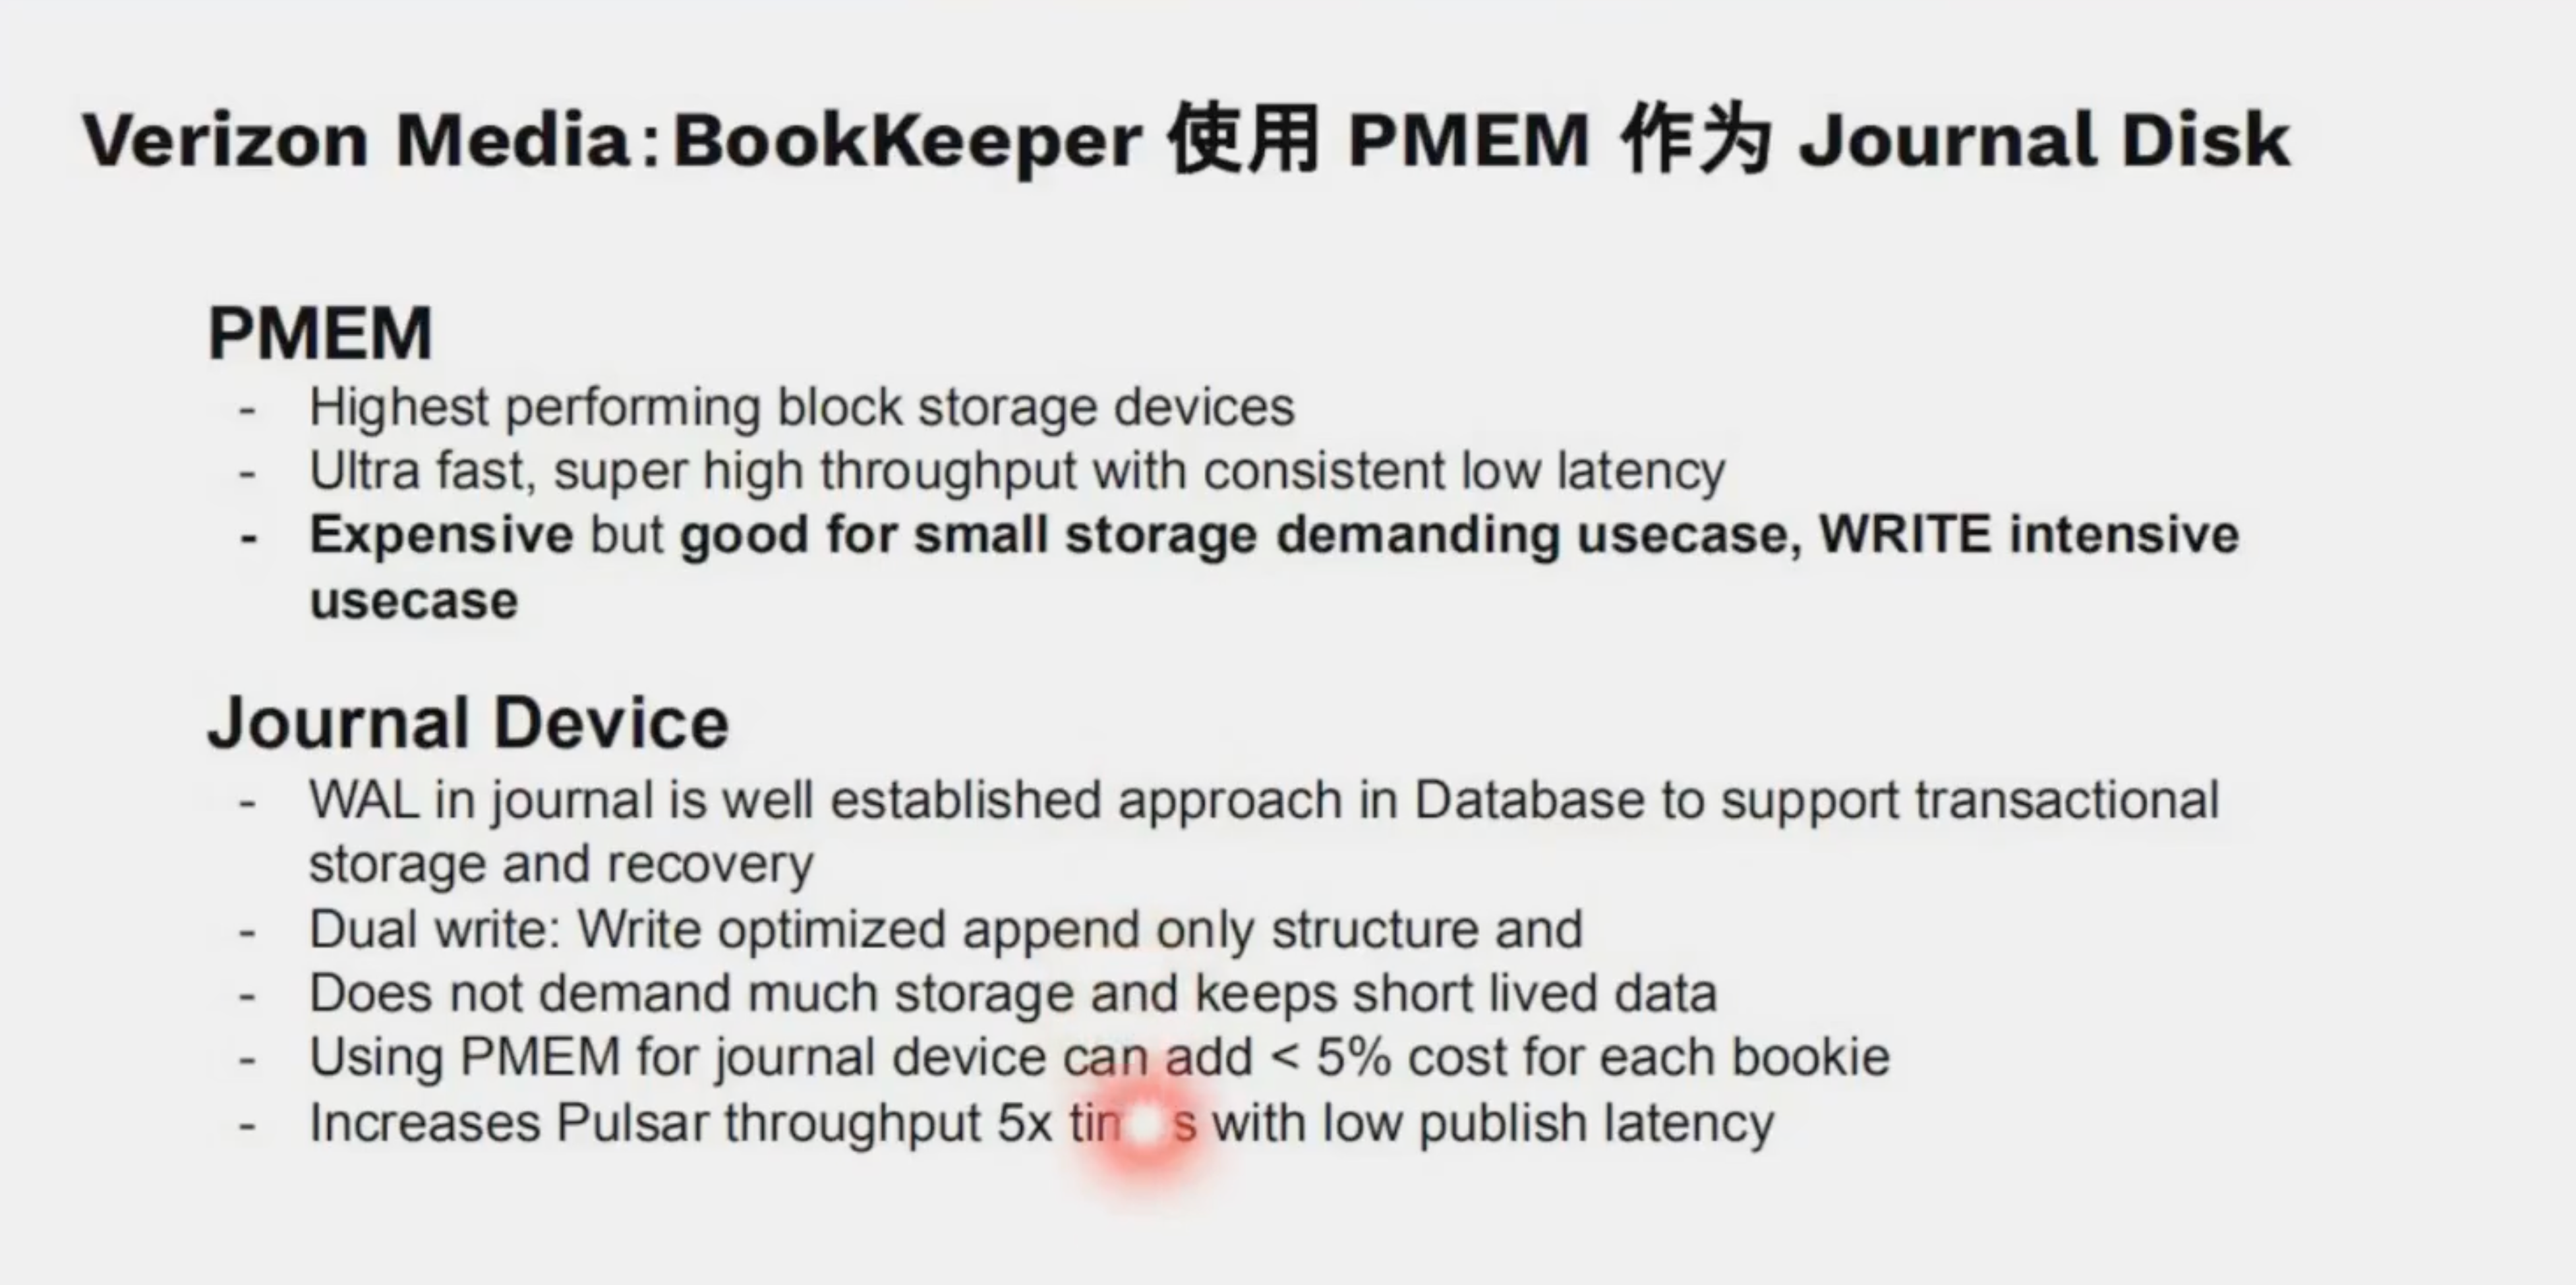 Verizon Media:BookKeeper 使用 PMEM 作为 Journal Disk
PMEM
- Highest performing block storage devices
- Ultra fast, super high throughput with consistent low latency
- Expensive but good for small storage demanding usecase, WRITE intensive
usecase
Journal Device
- WAL in journal is well established approach in Database to support transactional
storage and recovery
- Dual write: Write optimized append only structure and
- Does not demand much storage and keeps short lived data
- Using PMEM for journal device can add < 5% cost for each bookie
- Increases Pulsar throughput 5x with low publish latency